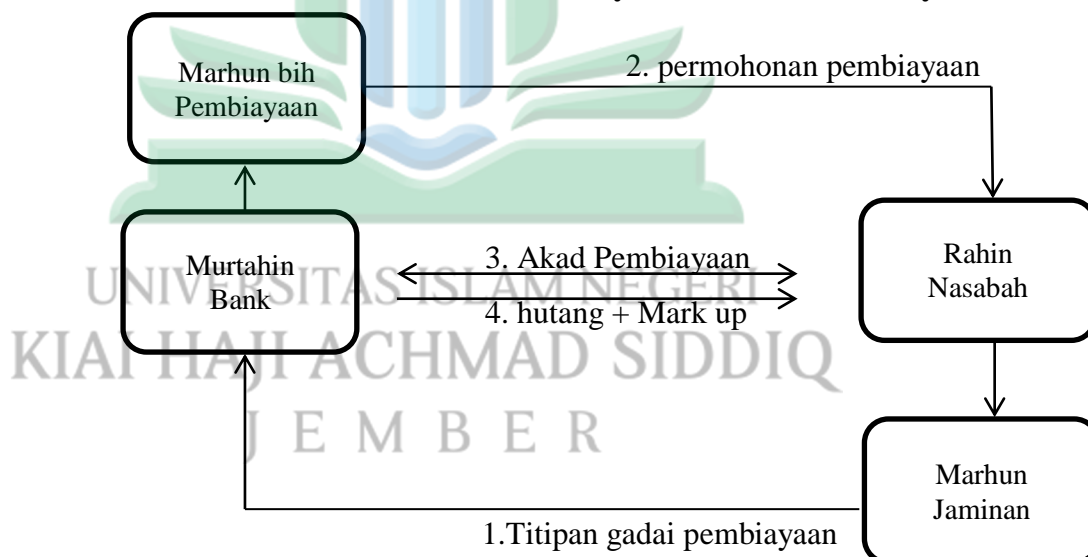 Marhun bih
Pembiayaan
2. permohonan pembiayaan
Murtahin
Bank
3. Akad Pembiayaan
4. hutang + Mark up
Rahin
Nasabah
UNIVERSITAS ISLAM NEGERI
KIAI HAJI ACHMAD SIDDIQ
JEMBER
Marhun
Jaminan
1.Titipan gadai pembiayaan